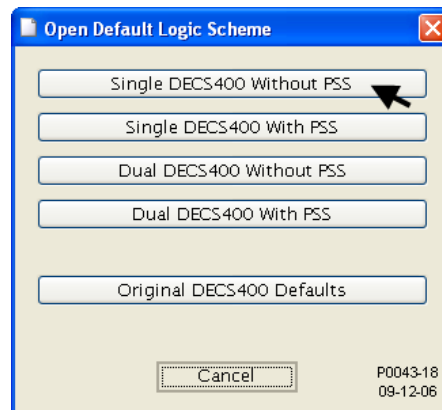 Open Default Logic Scheme
Single DECS400 Without PSS
Single DECS400 With PSS
Dual DECS400 Without PSS
Dual DECS400 With PSS
Original DECS400 Defaults
Cancel
P0043-18
09-12-06